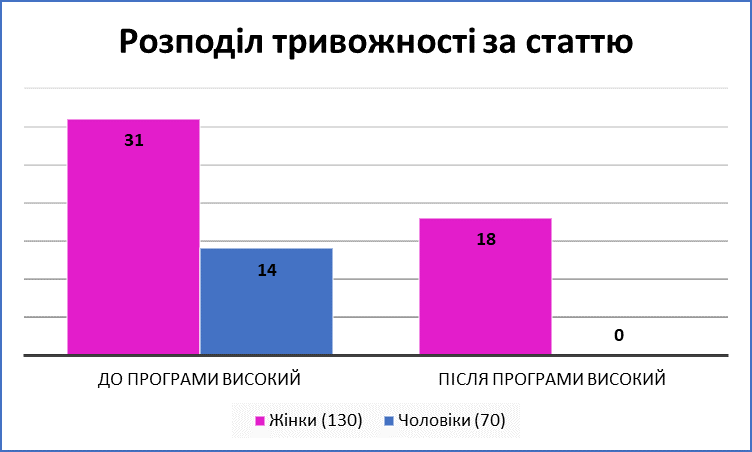 Розподіл тривожності за статтю
31
14
18
0
ДО ПРОГРАМИ ВИСОКИЙ
ПІСЛЯ ПРОГРАМИ ВИСОКИЙ
Жінки (130)
Чоловіки (70)